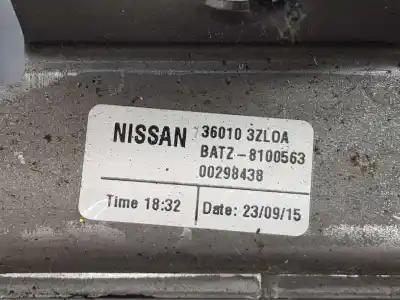 NISSAN 36010 3ZL0A
BATZ-8100563
00298438
Time 18:32 Date: 23/09/15